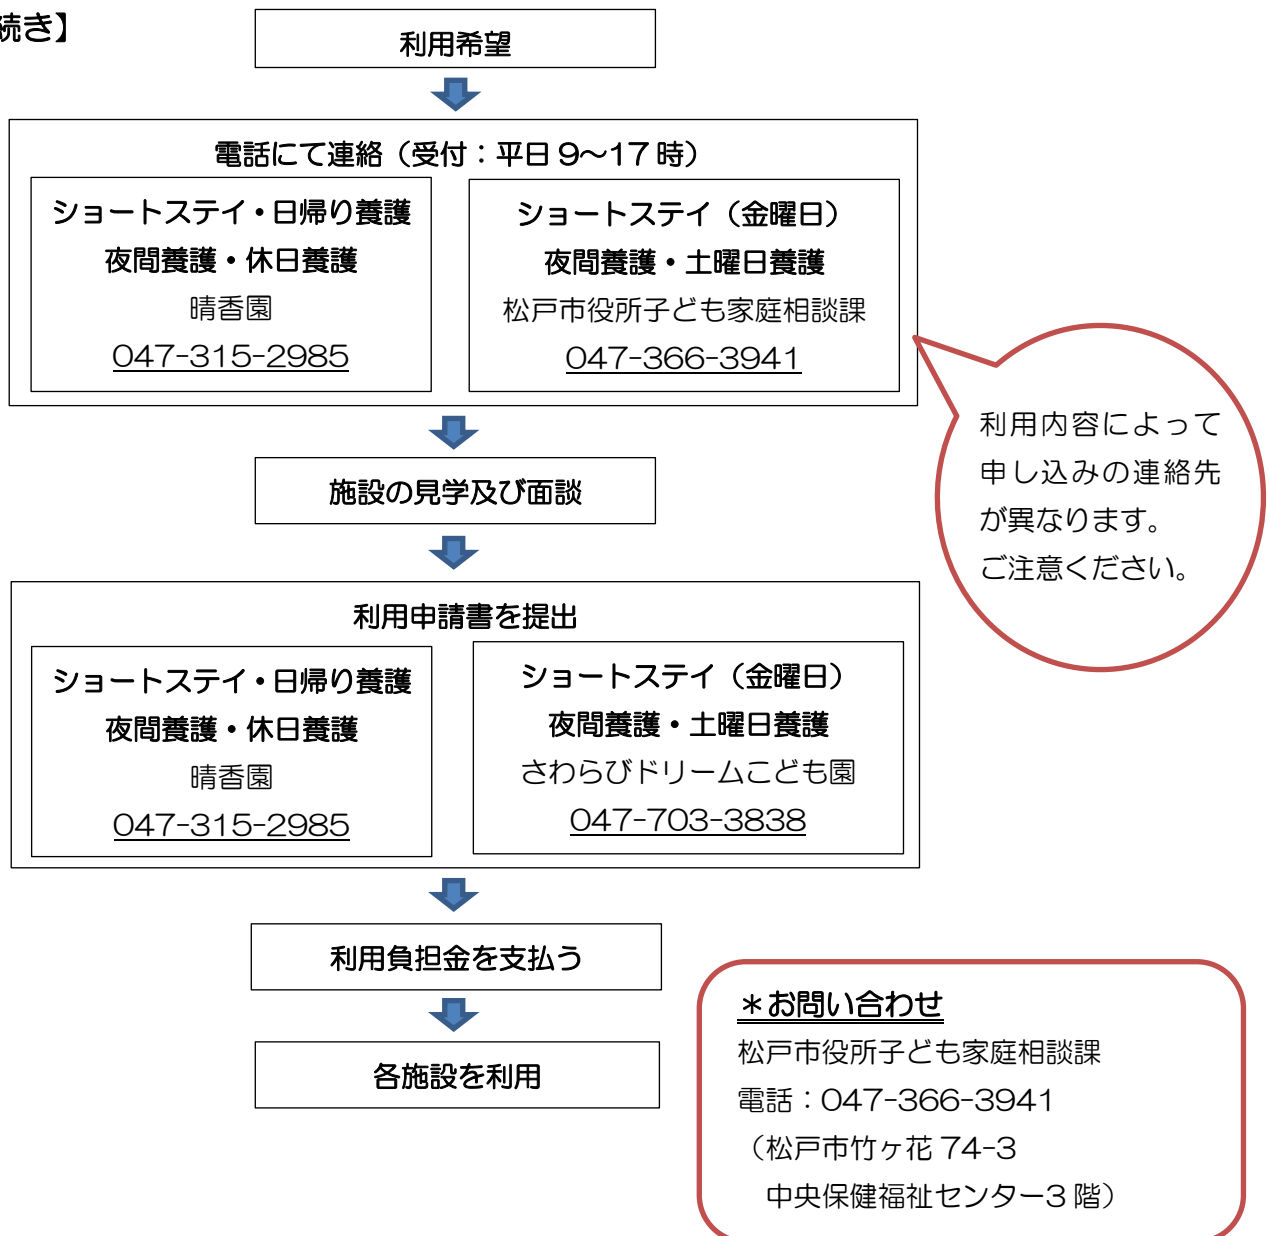 続き】
利用希望
電話にて連絡（受付：平日9～17時）
ショートステイ・日帰り養護
夜間養護・休日養護
晴香園
047-315-2985
ショートステイ（金曜日）
夜間養護・土曜日養護
松戸市役所子ども家庭相談課
047-366-3941
利用内容によって
申し込みの連絡先
が異なります。
ご注意ください。
施設の見学及び面談
利用申請書を提出
ショートステイ・日帰り養護
夜間養護・休日養護
晴香園
047-315-2985
ショートステイ（金曜日）
夜間養護・土曜日養護
さわらびドリームこども園
047-703-3838
利用負担金を支払う
各施設を利用
＊お問い合わせ
松戸市役所子ども家庭相談課
電話：047-366-3941
（松戸市竹ヶ花74-3
中央保健福祉センター3階）